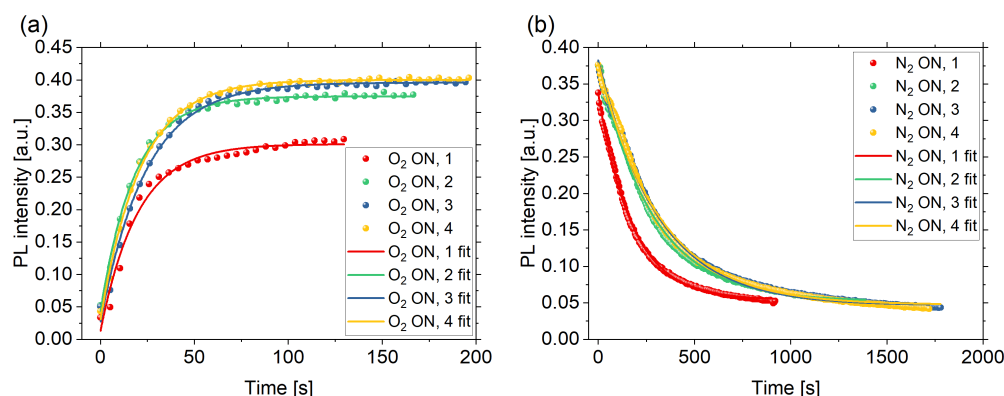 (a)
0.45
0.40
0.35
0.30
0.25
0.20
0.15
0.10
0.05
0.00
PL intensity [a.u.]
O₂ ON, 1
O₂ ON, 2
O₂ ON, 3
O₂ ON, 4
O₂ ON, 1 fit
O₂ ON, 2 fit
O₂ ON, 3 fit
O₂ ON, 4 fit
0 50 100 150 200
Time [s]
(b)
0.40
0.35
0.30
0.25
0.20
0.15
0.10
0.05
0.00
PL intensity [a.u.]
N₂ ON, 1
N₂ ON, 2
N₂ ON, 3
N₂ ON, 4
N₂ ON, 1 fit
N₂ ON, 2 fit
N₂ ON, 3 fit
N₂ ON, 4 fit
0 500 1000 1500 2000
Time [s]